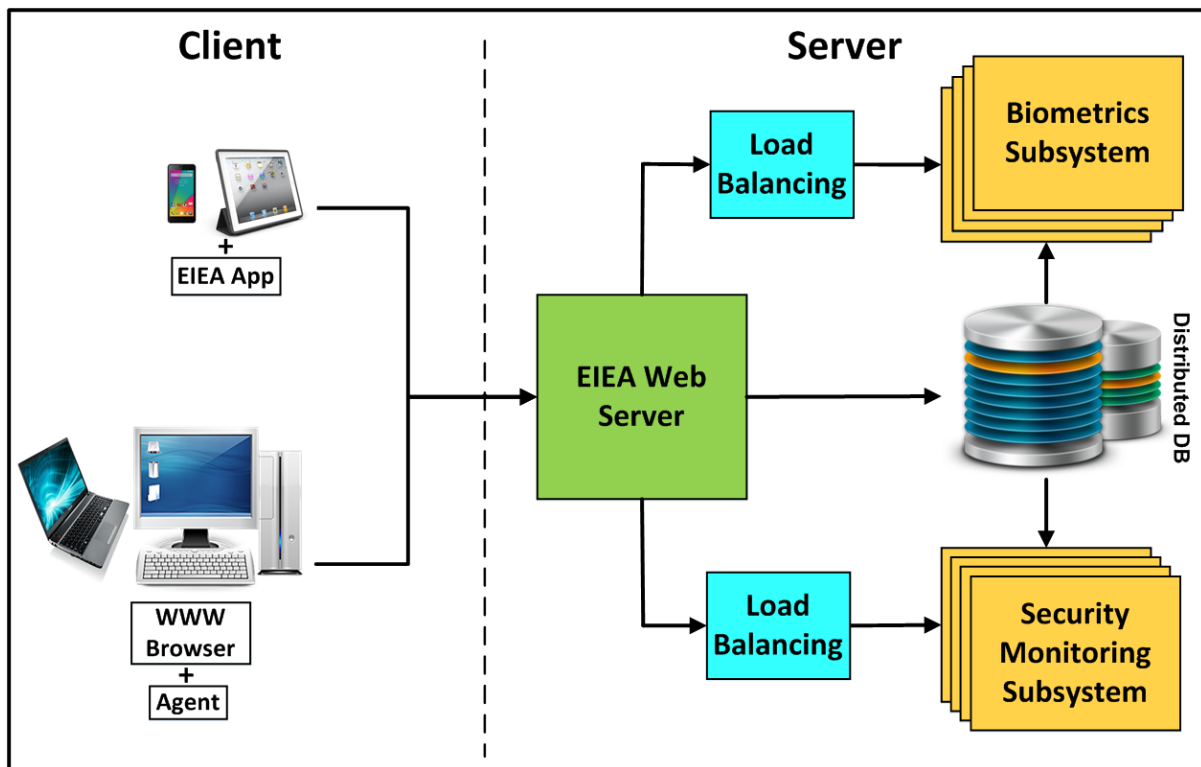 Client
Server
+
EIEA App
WWW
Browser
+
Agent
EIEA Web
Server
Load
Balancing
Biometrics
Subsystem
Distributed DB
Load
Balancing
Security
Monitoring
Subsystem